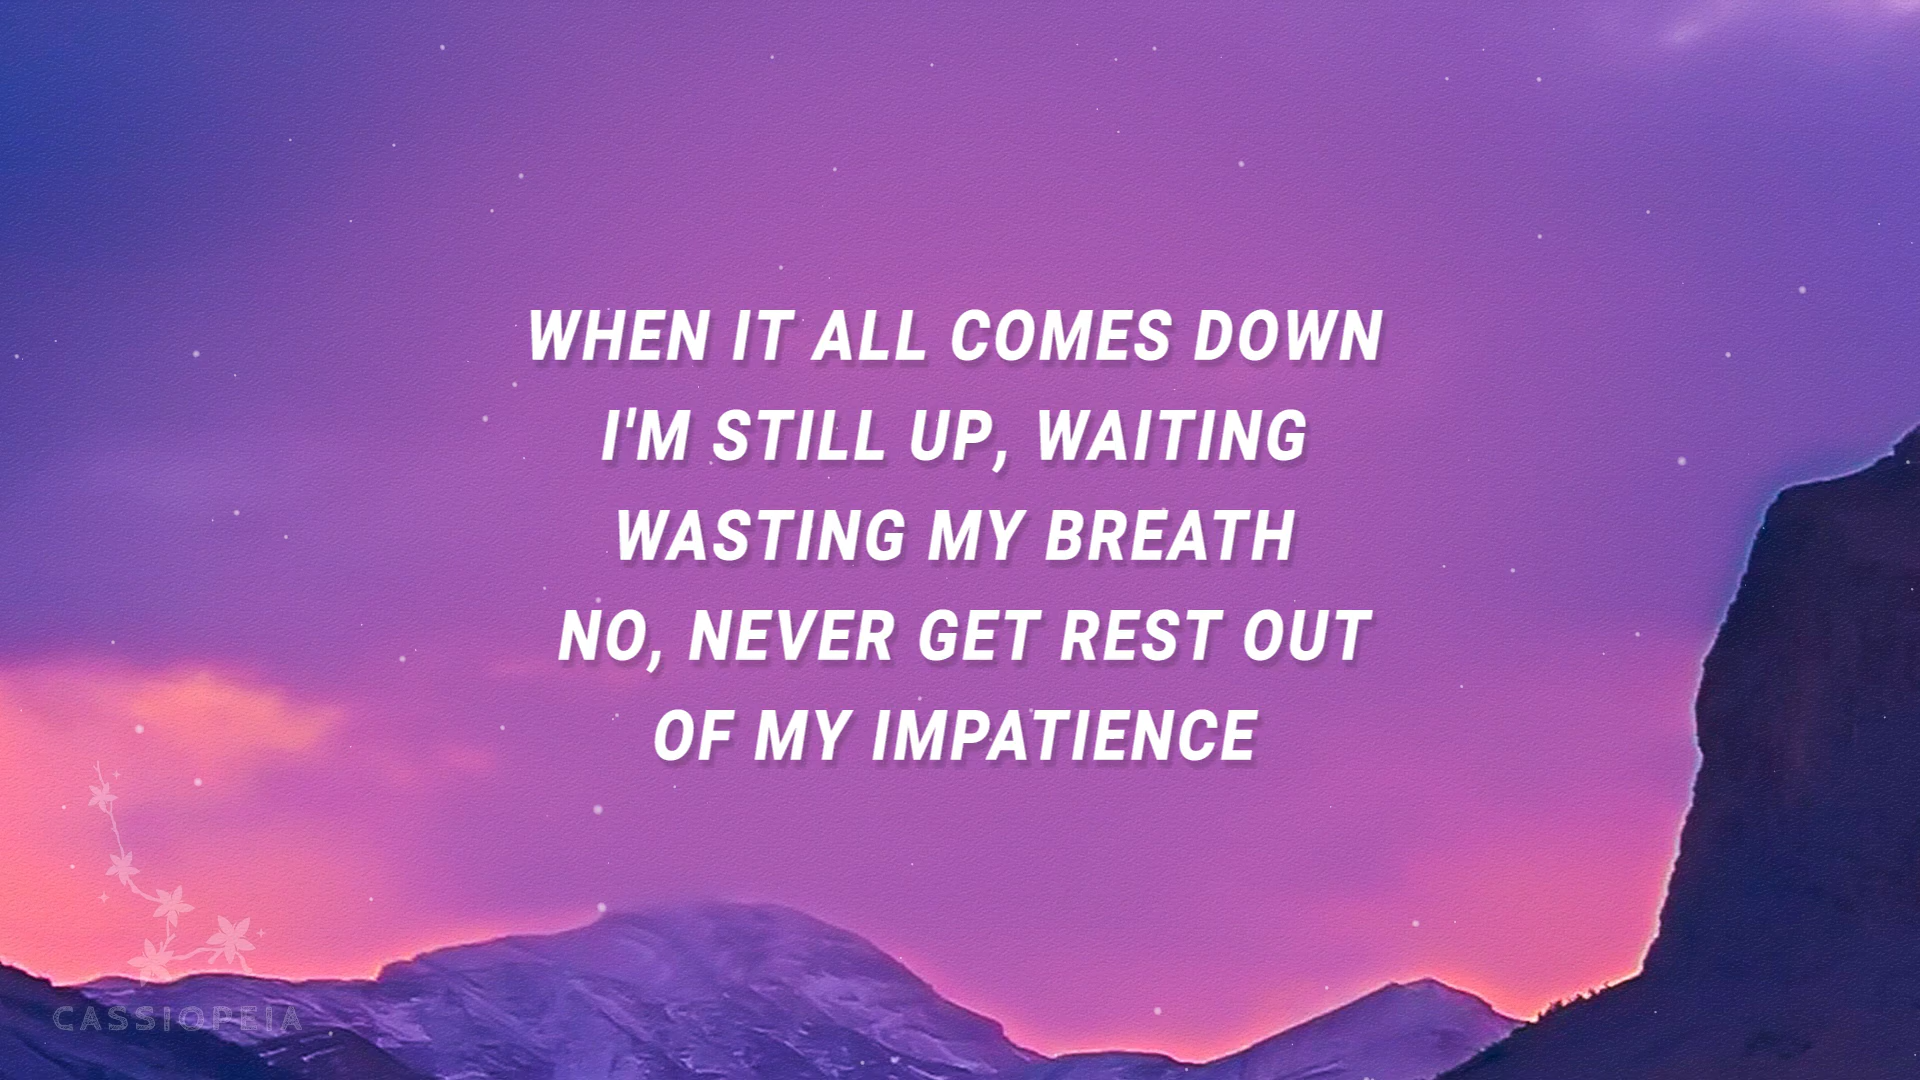 WHEN IT ALL COMES DOWN
I'M STILL UP, WAITING
WASTING MY BREATH
NO, NEVER GET REST OUT
OF MY IMPATIENCE
CASSIOPEIA